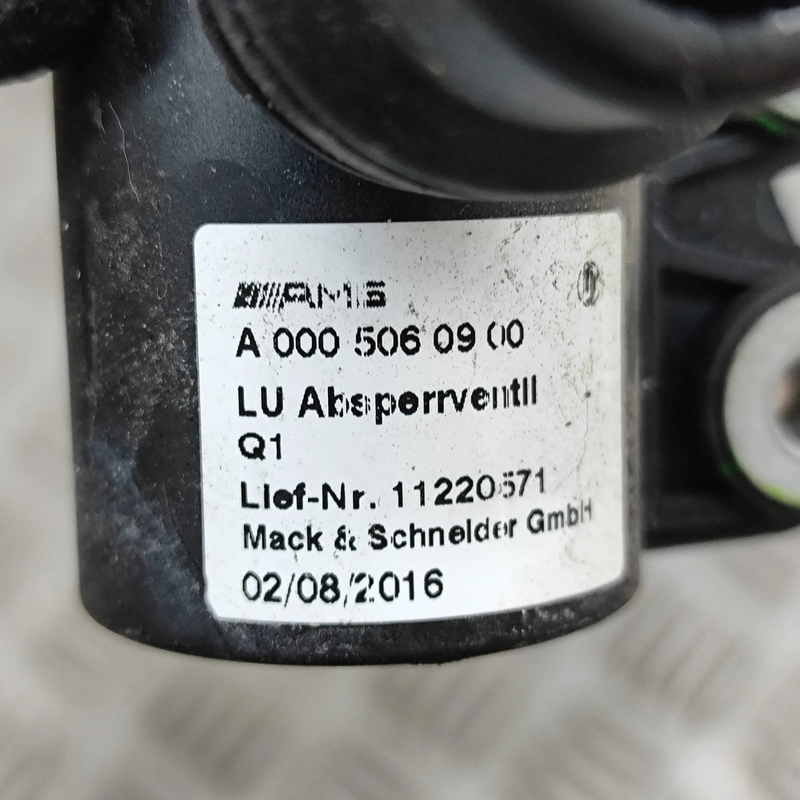 AMG
A 000 506 09 00
LU Absperrventil
Q1
Lief-Nr. 11220571
Mack & Schneider GmbH
02/08/2016